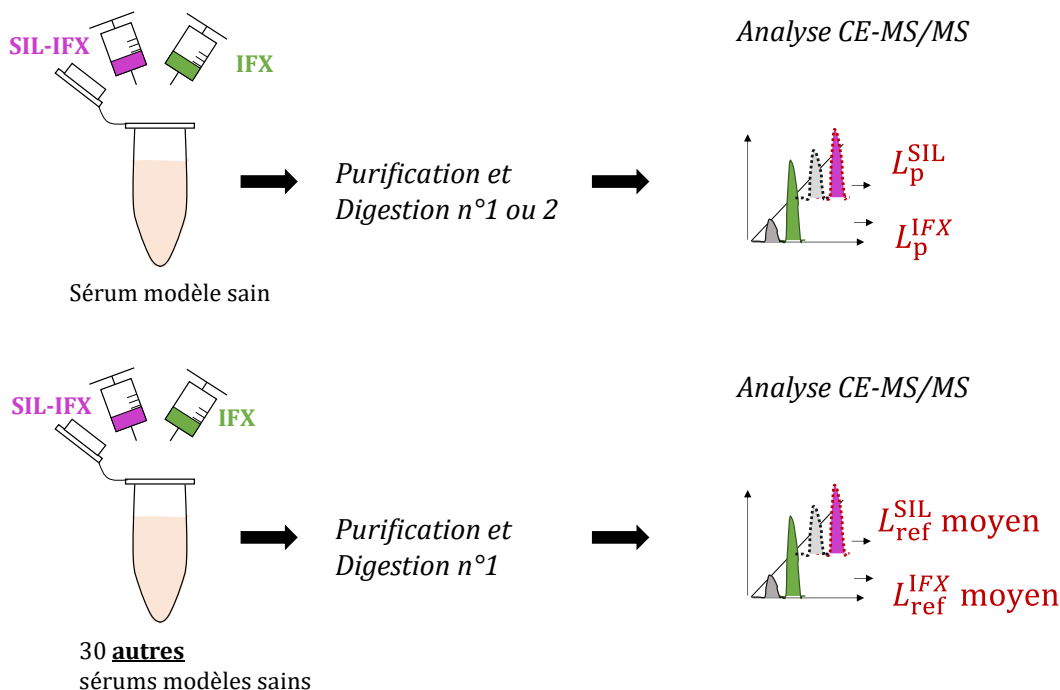 SIL-IFX
IFX
Analyse CE-MS/MS
Purification et
Digestion n°1 ou 2
L_p^SIL
L_p^IFX
Sérum modèle sain
SIL-IFX
IFX
Analyse CE-MS/MS
Purification et
Digestion n°1
L_ref^SIL moyen
L_ref^IFX moyen
30 autres
sérums modèles sains